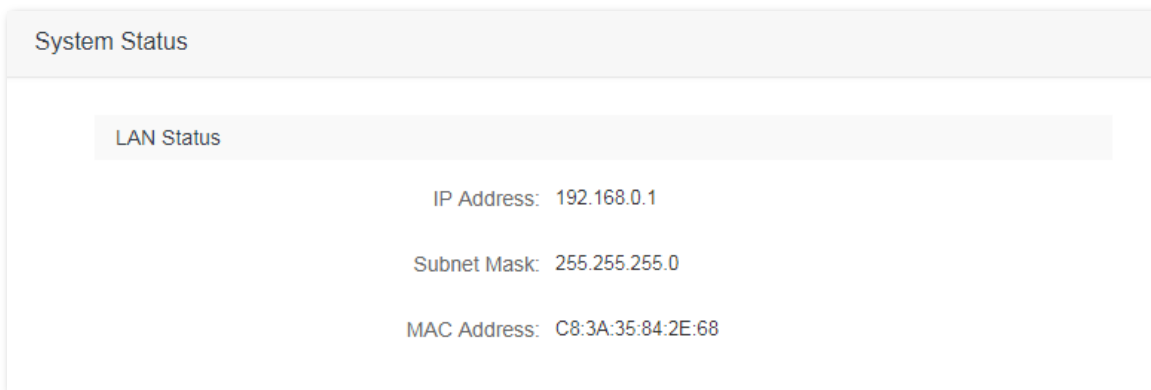 System Status
LAN Status
IP Address: 192.168.0.1
Subnet Mask: 255.255.255.0
MAC Address: C8:3A:35:84:2E:68